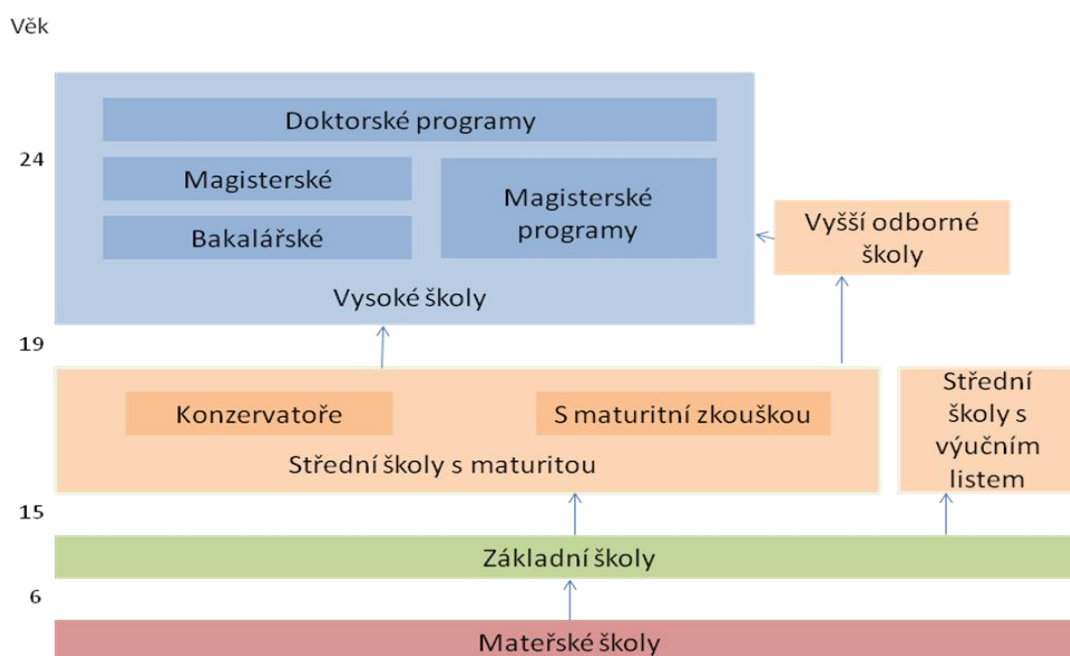 Věk
Doktorské programy
24
Magisterské
Magisterské
programy
Bakalářské
Vyšší odborné
školy
Vysoké školy
19
Konzervatoře
S maturitní zkouškou
Střední školy s maturitou
Střední
školy s
výučním
listem
15
Základní školy
6
Mateřské školy